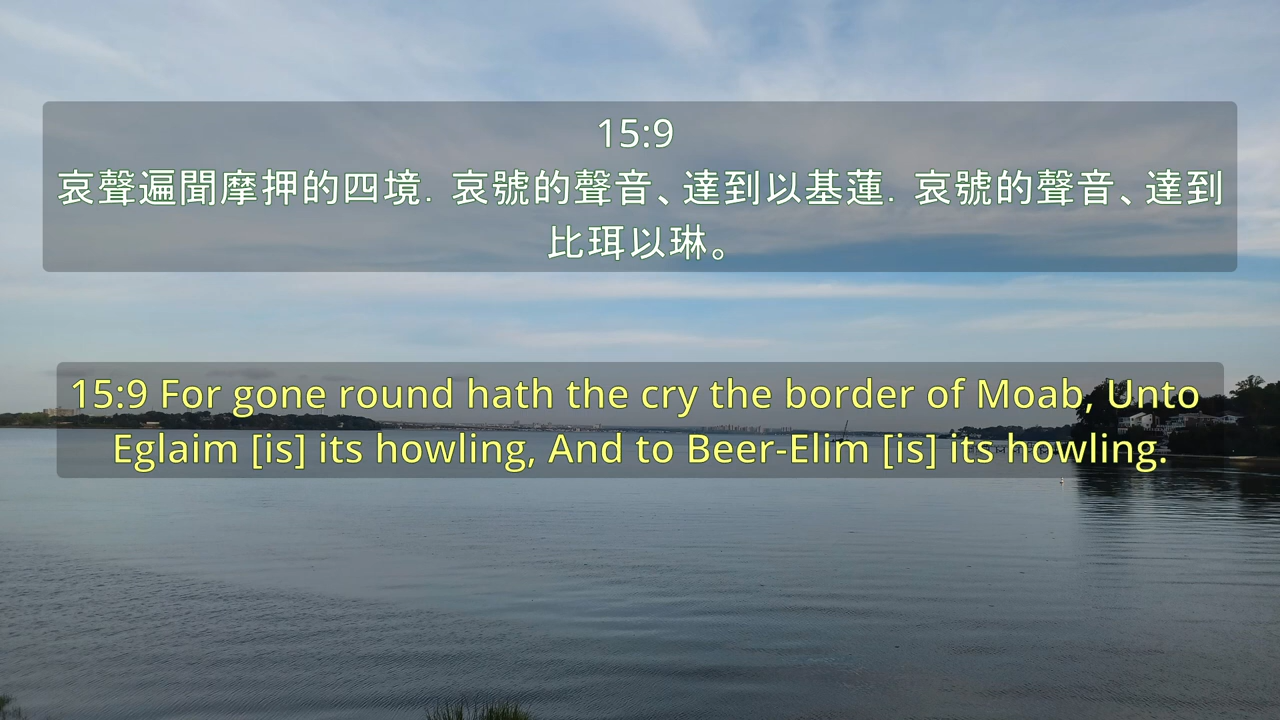 15:9
哀聲遍聞摩押的四境．哀號的聲音、達到以基蓮．哀號的聲音、達到
比珥以琳。
15:9 For gone round hath the cry the border of Moab, Unto
Eglaim [is] its howling, And to Beer-Elim [is] its howling.